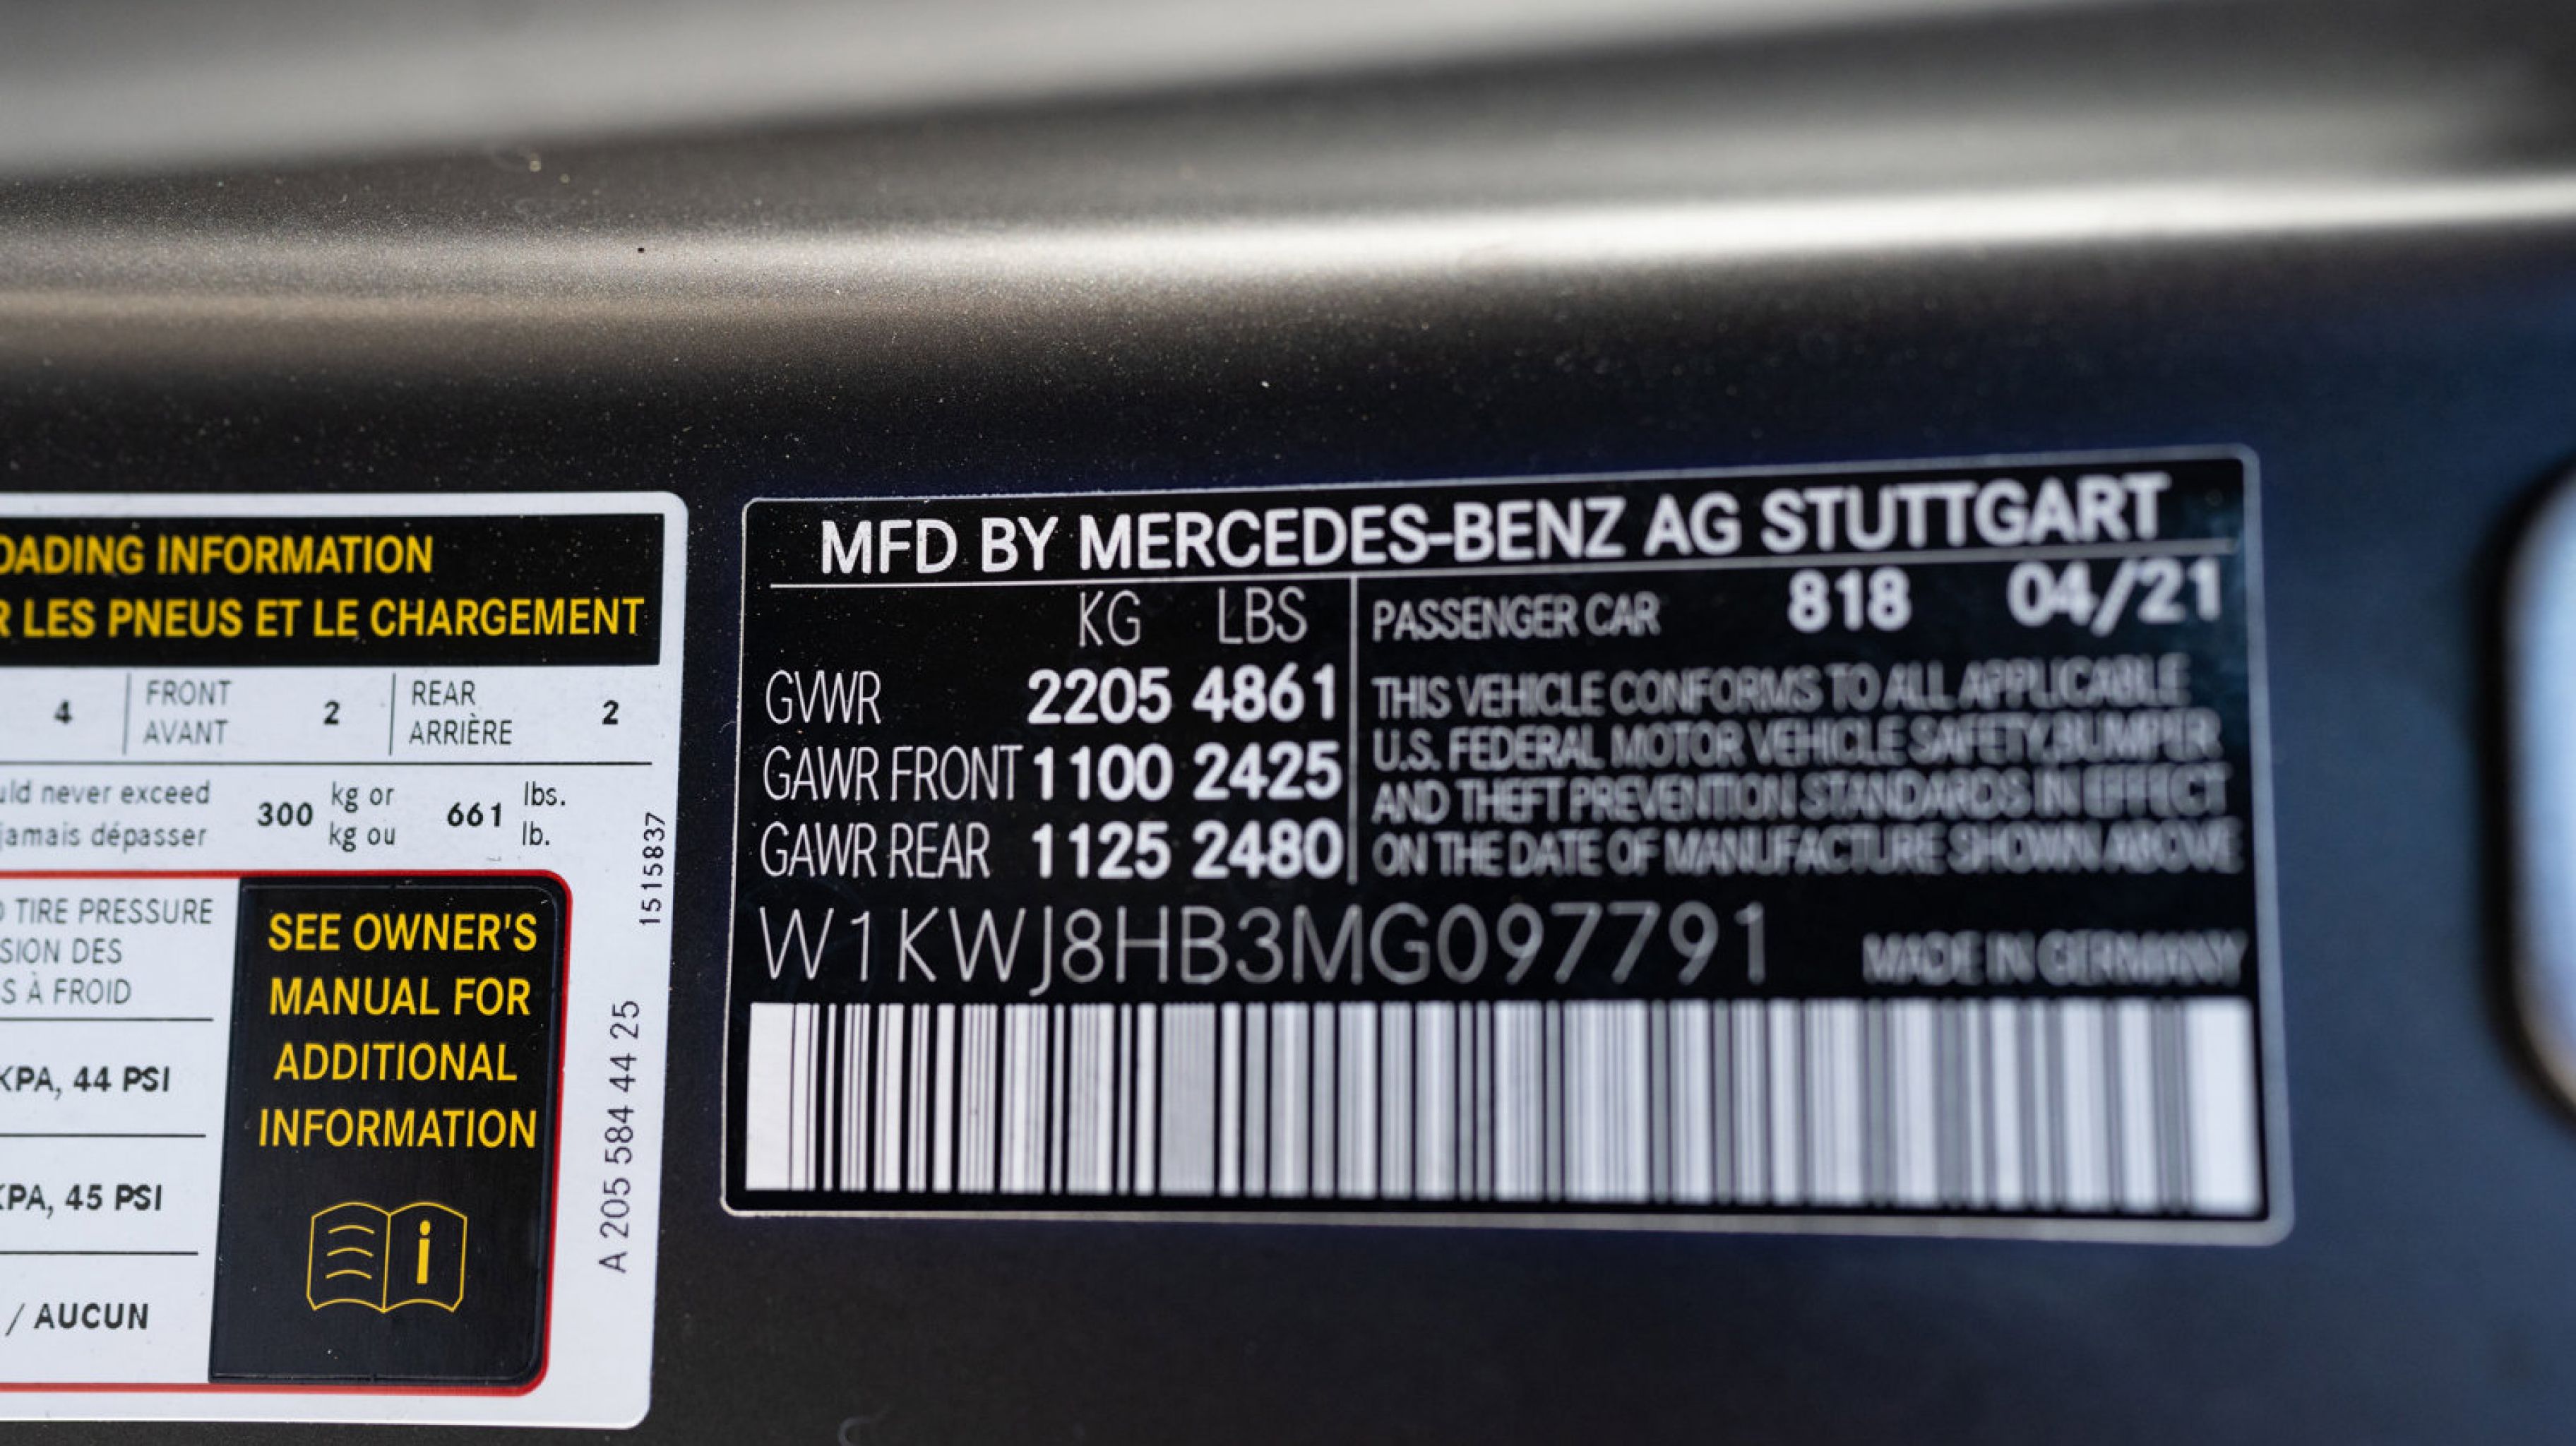 OADING INFORMATION
R LES PNEUS ET LE CHARGEMENT
4 FRONT 2 REAR 2
AVANT ARRIÈRE
uld never exceed 300 kg or 661 lbs.
jamais dépasser kg ou lb.
TIRE PRESSURE
SION DES
S À FROID
KPA, 44 PSI
KPA, 45 PSI
/ AUCUN
SEE OWNER'S
MANUAL FOR
ADDITIONAL
INFORMATION
i
1515837
A 205 584 44 25
MFD BY MERCEDES-BENZ AG STUTTGART
KG LBS
GVWR 2205 4861
GAWR FRONT 1100 2425
GAWR REAR 1125 2480
PASSENGER CAR 818 04/21
THIS VEHICLE CONFORMS TO ALL APPLICABLE
U.S. FEDERAL MOTOR VEHICLE SAFETY, BUMPER
AND THEFT PREVENTION STANDARDS IN EFFECT
ON THE DATE OF MANUFACTURE SHOWN ABOVE
W1KWJ8HB3MG097791 MADE IN GERMANY